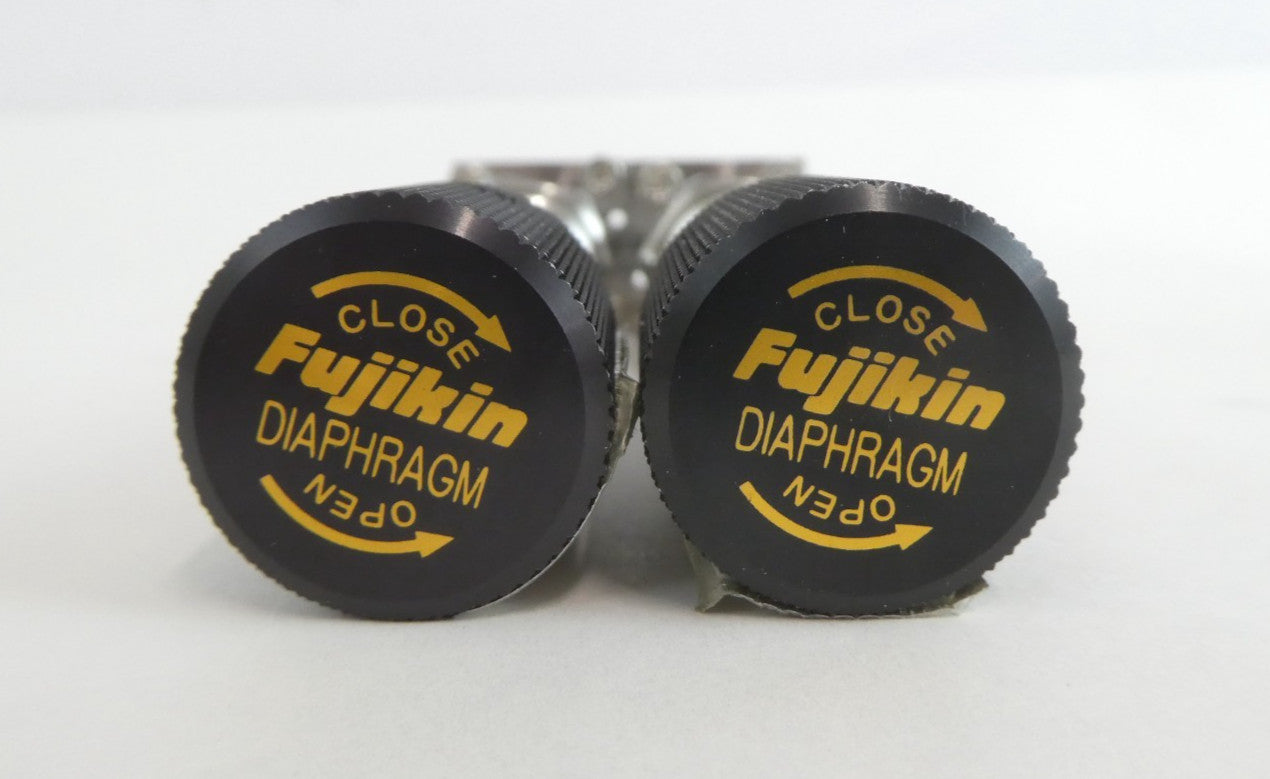 CLOSE
Fujikin
DIAPHRAGM
OPEN
CLOSE
Fujikin
DIAPHRAGM
OPEN